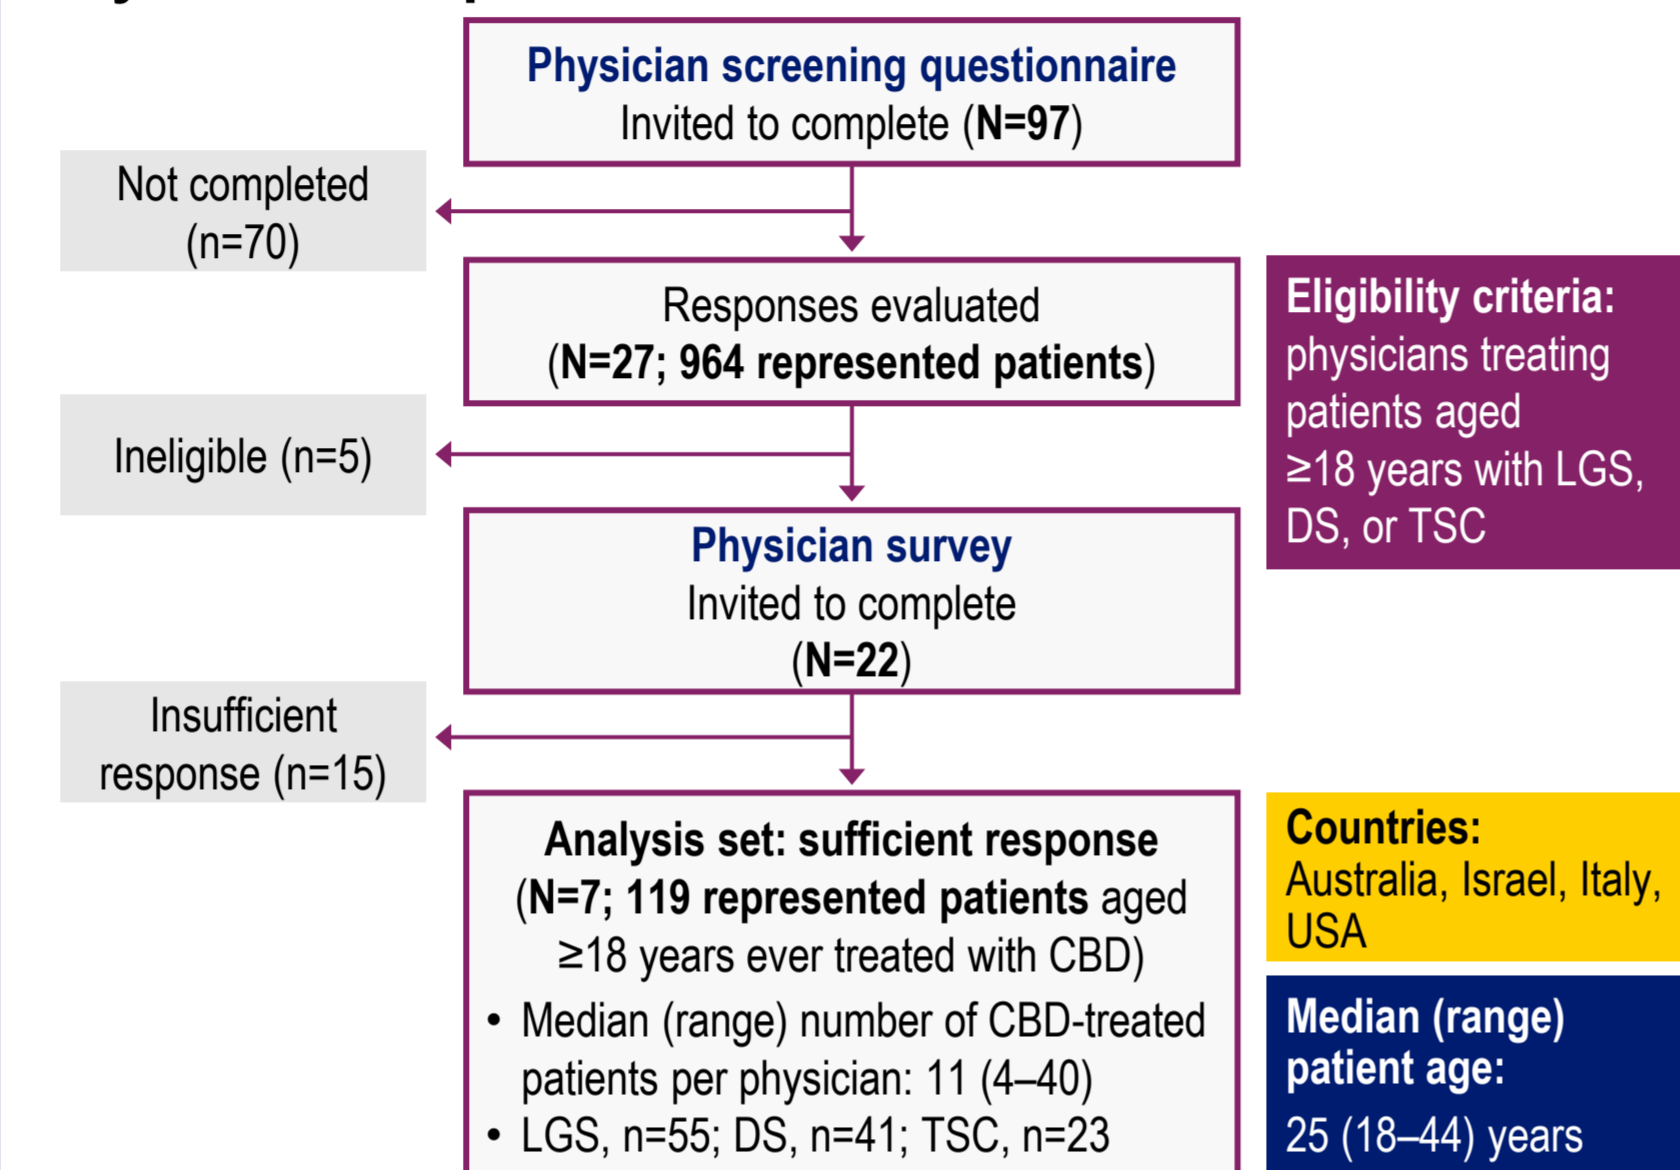 Physician screening questionnaire
Invited to complete (N=97)
Not completed
(n=70)
Responses evaluated
(N=27; 964 represented patients)
Eligibility criteria:
physicians treating
patients aged
≥18 years with LGS,
DS, or TSC
Ineligible (n=5)
Physician survey
Invited to complete
(N=22)
Insufficient
response (n=15)
Analysis set: sufficient response
(N=7; 119 represented patients aged
≥18 years ever treated with CBD)
• Median (range) number of CBD-treated
patients per physician: 11 (4–40)
• LGS, n=55; DS, n=41; TSC, n=23
Countries:
Australia, Israel, Italy,
USA
Median (range)
patient age:
25 (18–44) years